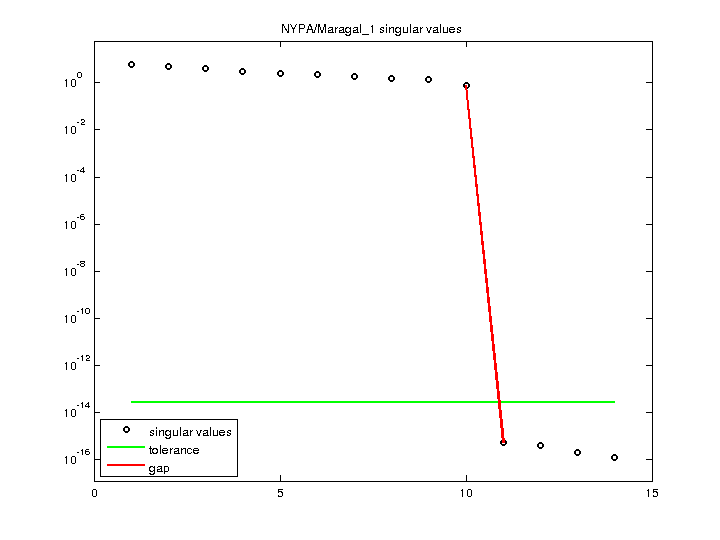 NYPA/Maragal_1 singular values
10^0
10^-2
10^-4
10^-6
10^-8
10^-10
10^-12
10^-14
10^-16
singular values
tolerance
gap
0 5 10 15